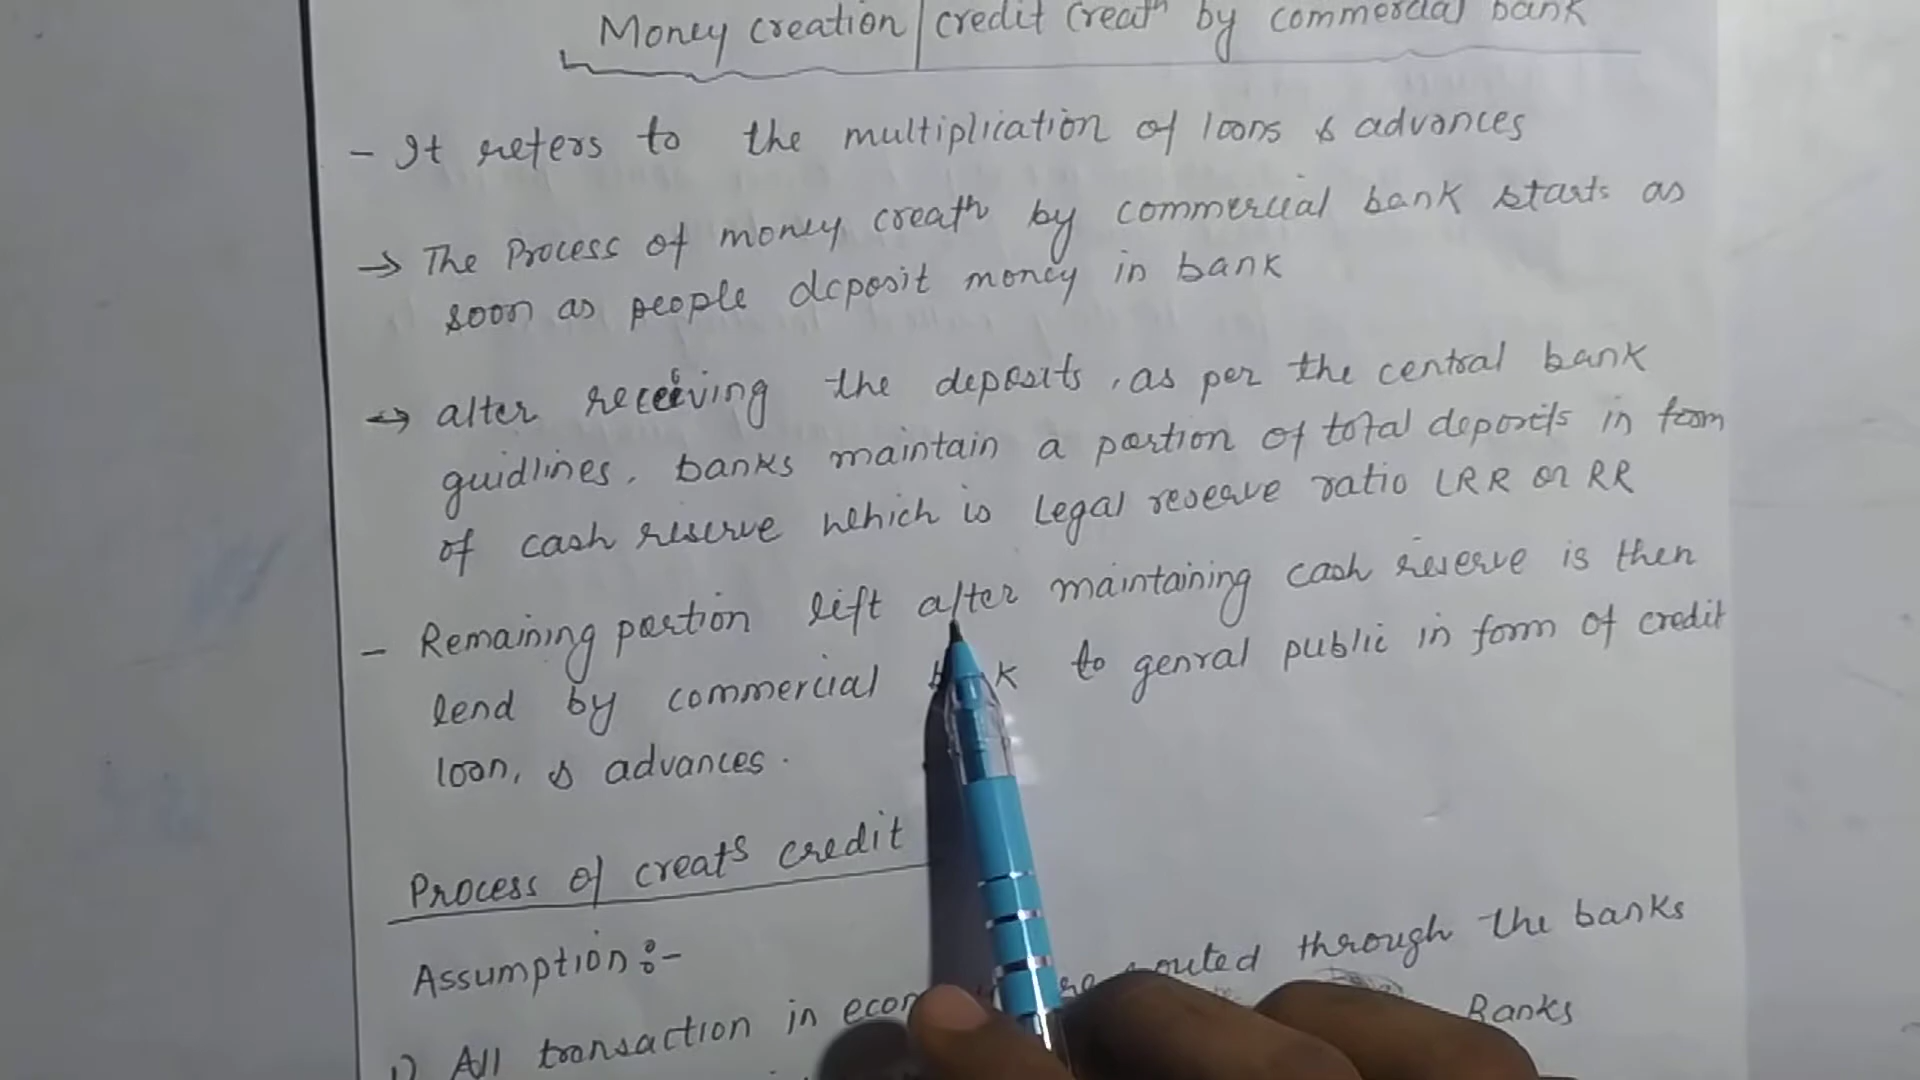 Money creation/credit creatn by commercial bank
- It reters to the multiplication of loans & advances
→ The Process of money creatn by commercial bank starts as
soon as people deposit money in bank
→ alter receiving the deposits, as per the central bank
guidlines, banks maintain a portion of total deposits in form
of cash reserve which is Legal reserve ratio LRR or RR
- Remaining portion left after maintaining cash reserve is then
lend by commercial to genral public in form of credit
loan, & advances.
Process of creats credit
Assumption:-
1) All transaction in routed through the banks
Banks